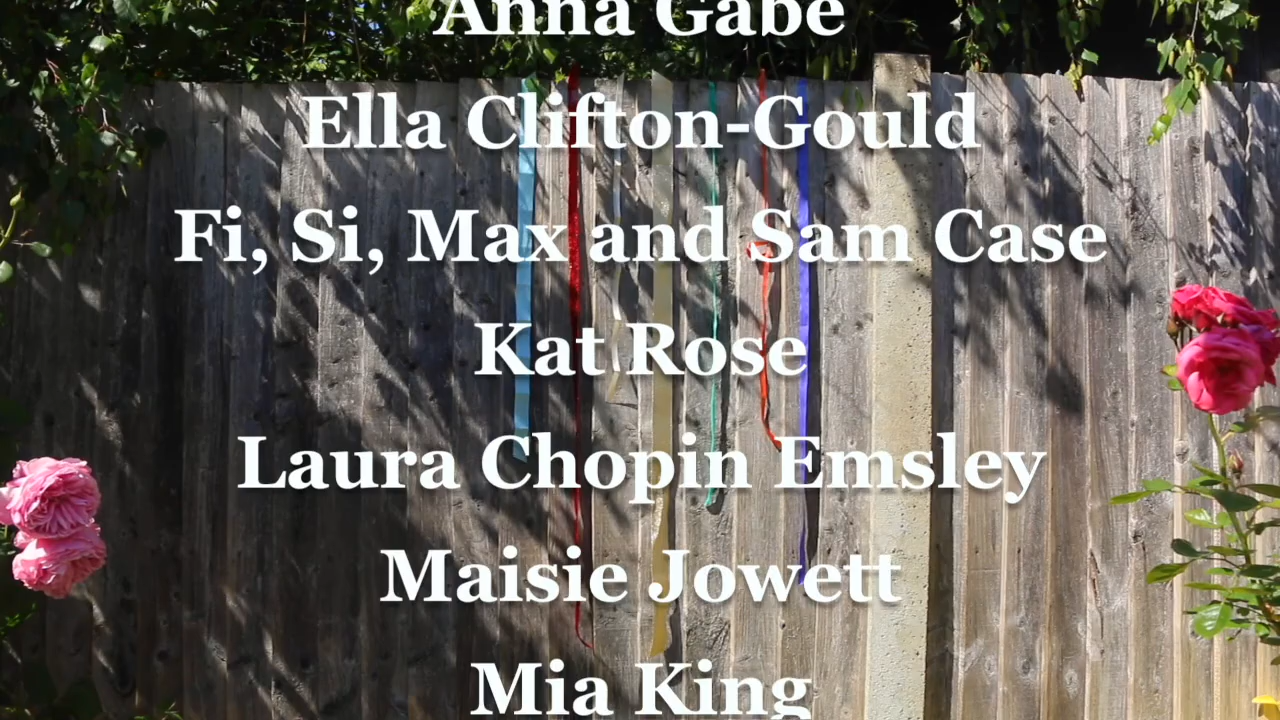 Anna Gabe
Ella Clifton-Gould
Fi, Si, Max and Sam Case
Kat Rose
Laura Chopin Emsley
Maisie Jowett
Mia King